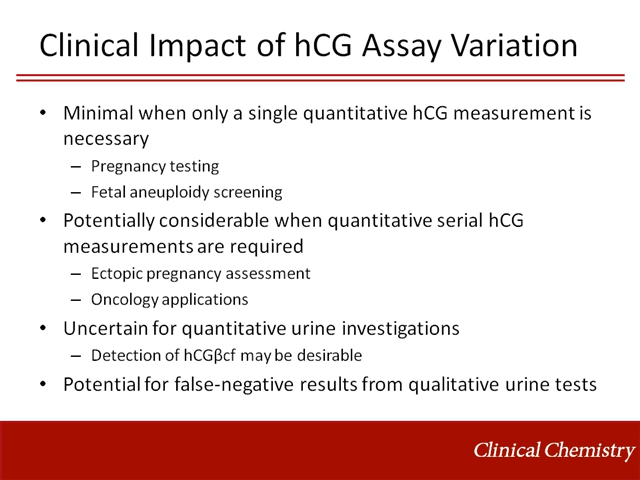 Clinical Impact of hCG Assay Variation
• Minimal when only a single quantitative hCG measurement is
necessary
– Pregnancy testing
– Fetal aneuploidy screening
• Potentially considerable when quantitative serial hCG
measurements are required
– Ectopic pregnancy assessment
– Oncology applications
• Uncertain for quantitative urine investigations
– Detection of hCGβcf may be desirable
• Potential for false-negative results from qualitative urine tests
Clinical Chemistry